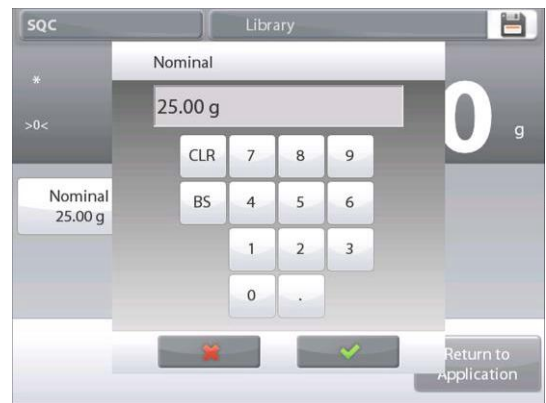 SQC
Library
Nominal
*
>0<
25.00 g
0 g
CLR 7 8 9
Nominal
25.00 g
BS 4 5 6
1 2 3
0 .
Return to
Application